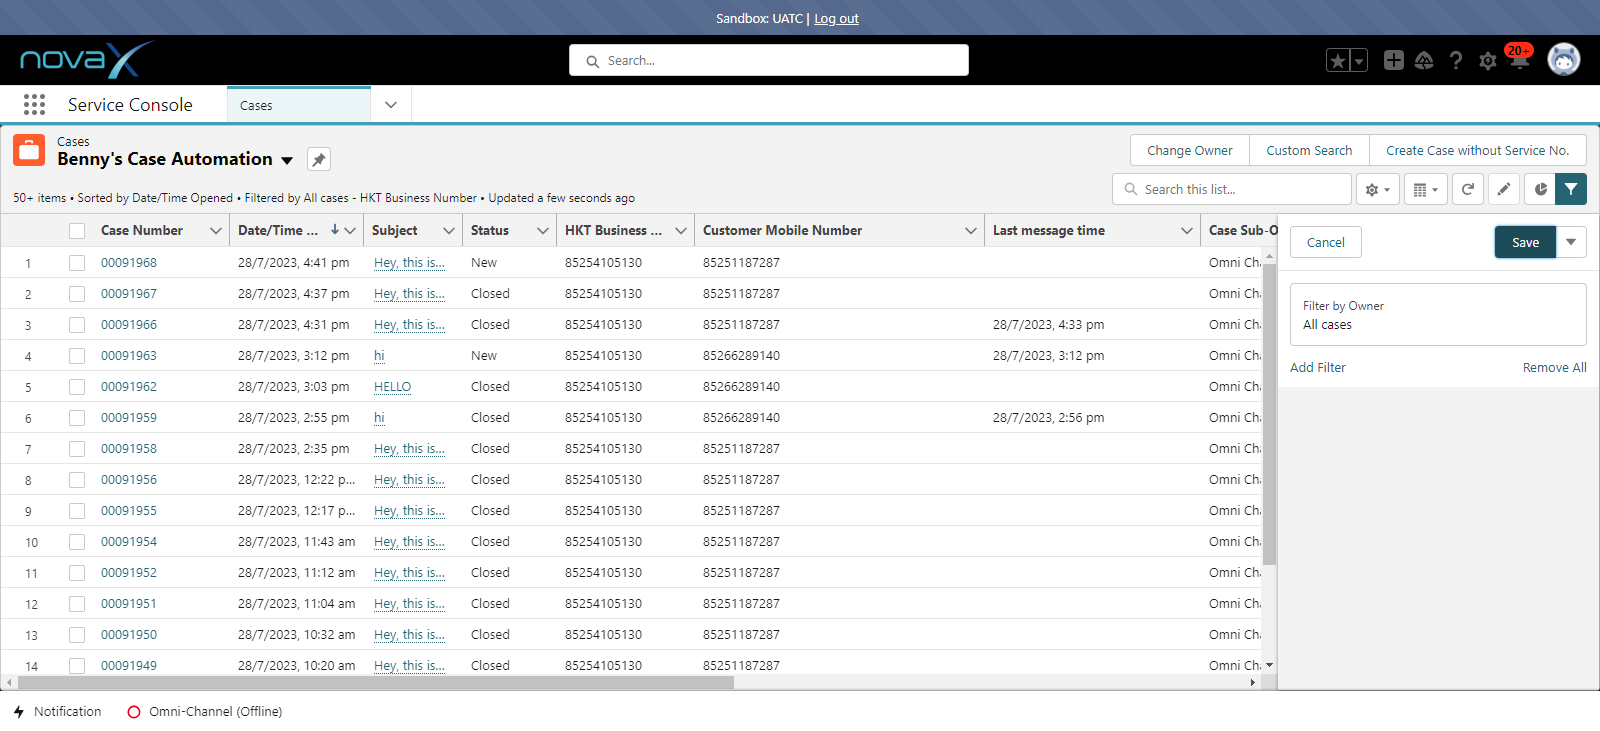 Sandbox: UATC | Log out
novaX
Search...
20+
Service Console
Cases
Cases
Benny's Case Automation
Change Owner
Custom Search
Create Case without Service No.
50+ items • Sorted by Date/Time Opened • Filtered by All cases - HKT Business Number • Updated a few seconds ago
Search this list...
Case Number Date/Time ... Subject Status HKT Business ... Customer Mobile Number Last message time Case Sub-O
1 00091968 28/7/2023, 4:41 pm Hey, this is... New 85254105130 85251187287 Omni Cha
2 00091967 28/7/2023, 4:37 pm Hey, this is... Closed 85254105130 85251187287 Omni Cha
3 00091966 28/7/2023, 4:31 pm Hey, this is... Closed 85254105130 85251187287 28/7/2023, 4:33 pm Omni Cha
4 00091963 28/7/2023, 3:12 pm hi New 85254105130 85266289140 28/7/2023, 3:12 pm Omni Cha
5 00091962 28/7/2023, 3:03 pm HELLO Closed 85254105130 85266289140 Omni Cha
6 00091959 28/7/2023, 2:55 pm hi Closed 85254105130 85266289140 28/7/2023, 2:56 pm Omni Cha
7 00091958 28/7/2023, 2:35 pm Hey, this is... Closed 85254105130 85251187287 Omni Cha
8 00091956 28/7/2023, 12:22 p... Hey, this is... Closed 85254105130 85251187287 Omni Cha
9 00091955 28/7/2023, 12:17 p... Hey, this is... Closed 85254105130 85251187287 Omni Cha
10 00091954 28/7/2023, 11:43 am Hey, this is... Closed 85254105130 85251187287 Omni Cha
11 00091952 28/7/2023, 11:12 am Hey, this is... Closed 85254105130 85251187287 Omni Cha
12 00091951 28/7/2023, 11:04 am Hey, this is... Closed 85254105130 85251187287 Omni Cha
13 00091950 28/7/2023, 10:32 am Hey, this is... Closed 85254105130 85251187287 Omni Cha
14 00091949 28/7/2023, 10:20 am Hey, this is... Closed 85254105130 85251187287 Omni Cha
Cancel
Save
Filter by Owner
All cases
Add Filter
Remove All
Notification
Omni-Channel (Offline)